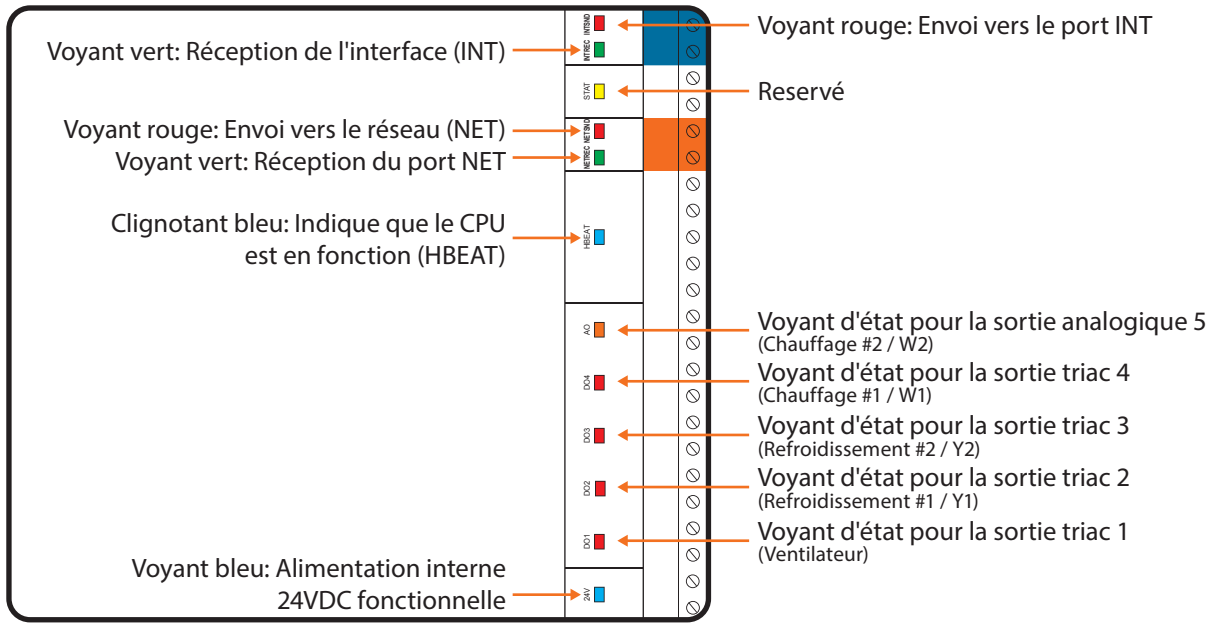 Voyant vert: Réception de l'interface (INT)
Voyant rouge: Envoi vers le réseau (NET)
Voyant vert: Réception du port NET
Clignotant bleu: Indique que le CPU
est en fonction (HBEAT)
Voyant bleu: Alimentation interne
24VDC fonctionnelle
INTSND
INTREC
STAT
NETSND
NETREC
HBEAT
AO
DO4
DO3
DO2
DO1
24V
Voyant rouge: Envoi vers le port INT
Reservé
Voyant d'état pour la sortie analogique 5
(Chauffage #2 / W2)
Voyant d'état pour la sortie triac 4
(Chauffage #1 / W1)
Voyant d'état pour la sortie triac 3
(Refroidissement #2 / Y2)
Voyant d'état pour la sortie triac 2
(Refroidissement #1 / Y1)
Voyant d'état pour la sortie triac 1
(Ventilateur)